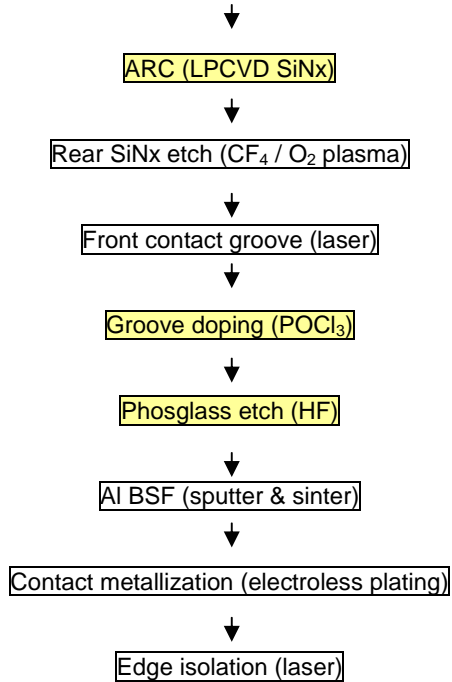 ARC (LPCVD SiNx)
Rear SiNx etch (CF₄ / O₂ plasma)
Front contact groove (laser)
Groove doping (POCl₃)
Phosglass etch (HF)
Al BSF (sputter & sinter)
Contact metallization (electroless plating)
Edge isolation (laser)